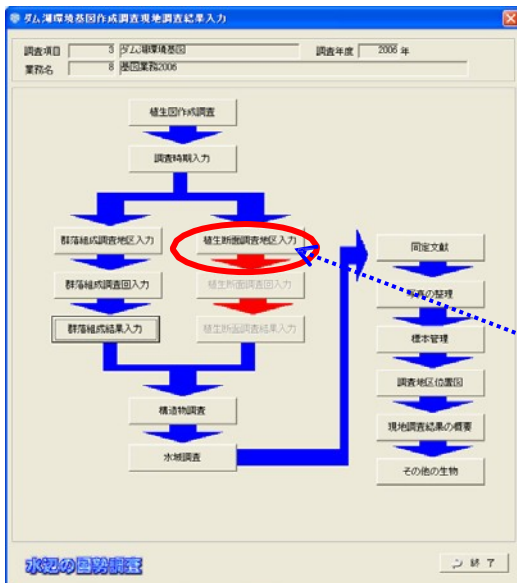 ダム湖環境基図作成調査現地調査結果入力
調査項目 3 ダム湖環境基図 調査年度 2006 年
業務名 8 基図業務2006
植生図作成調査
調査時期入力
群落組成調査地区入力
植生断面調査地区入力
群落組成調査回入力
植生断面調査回入力
群落組成結果入力
植生断面調査結果入力
構造物調査
水域調査
同定文献
写真の整理
標本管理
調査地区位置図
現地調査結果の概要
その他の生物
水辺の国勢調査
終了